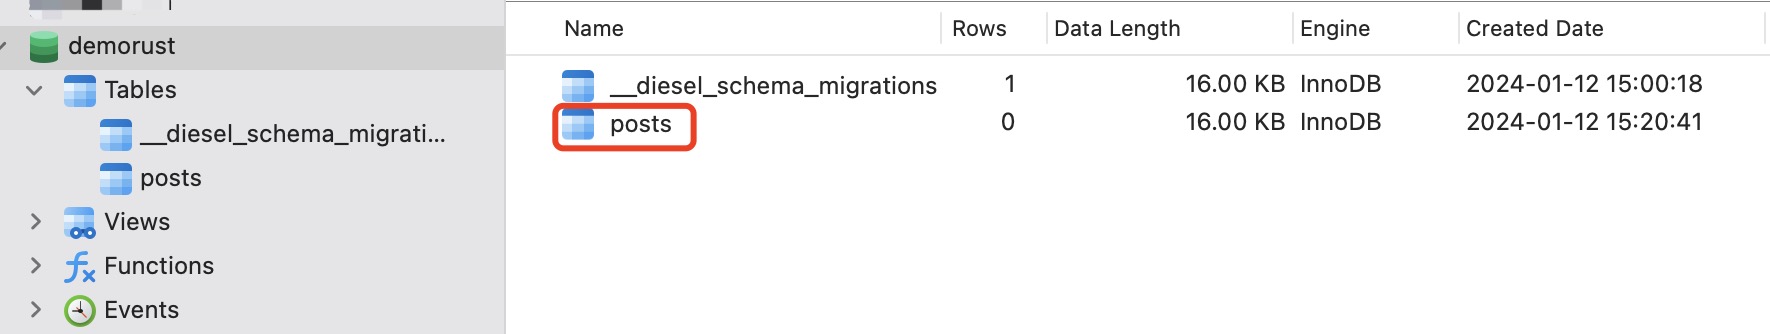 demorust
Tables
__diesel_schema_migrati...
posts
Views
Functions
Events
Name Rows Data Length Engine Created Date
__diesel_schema_migrations 1 16.00 KB InnoDB 2024-01-12 15:00:18
posts 0 16.00 KB InnoDB 2024-01-12 15:20:41